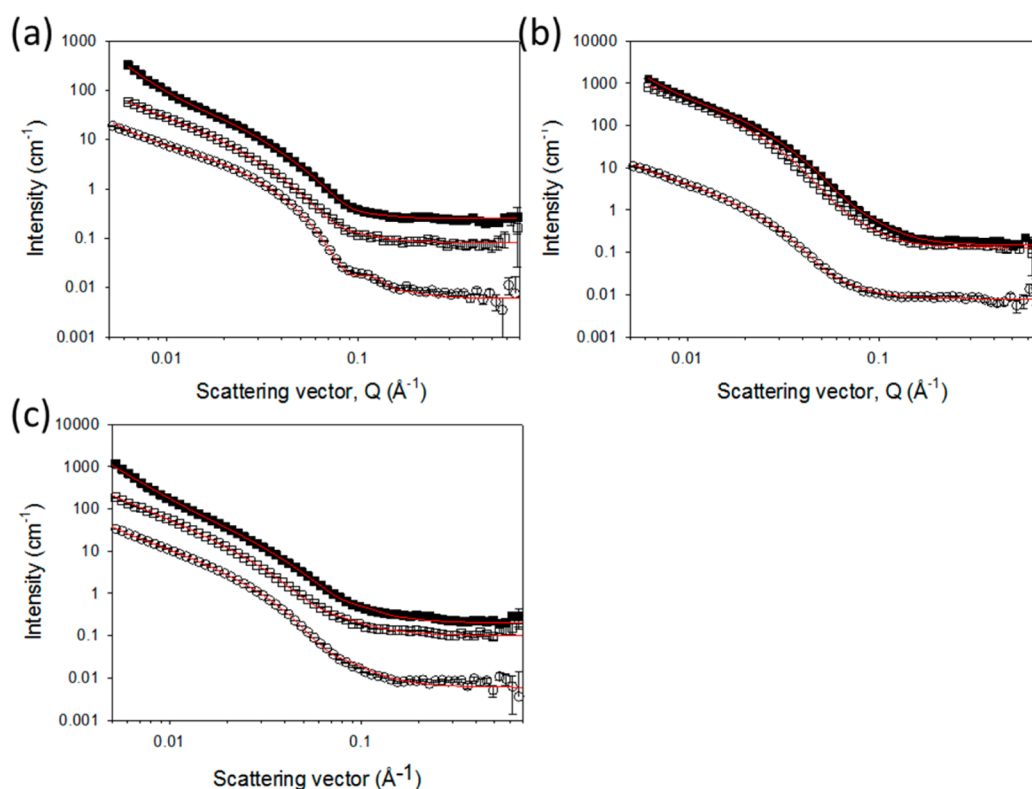 (a)
1000
100
10
1
0.1
0.01
0.001
Intensity (cm-1)
0.01 0.1
Scattering vector, Q (Å-1)
(b)
10000
1000
100
10
1
0.1
0.01
0.001
Intensity (cm-1)
0.01 0.1
Scattering vector, Q (Å-1)
(c)
10000
1000
100
10
1
0.1
0.01
0.001
Intensity (cm-1)
0.01 0.1
Scattering vector (Å-1)